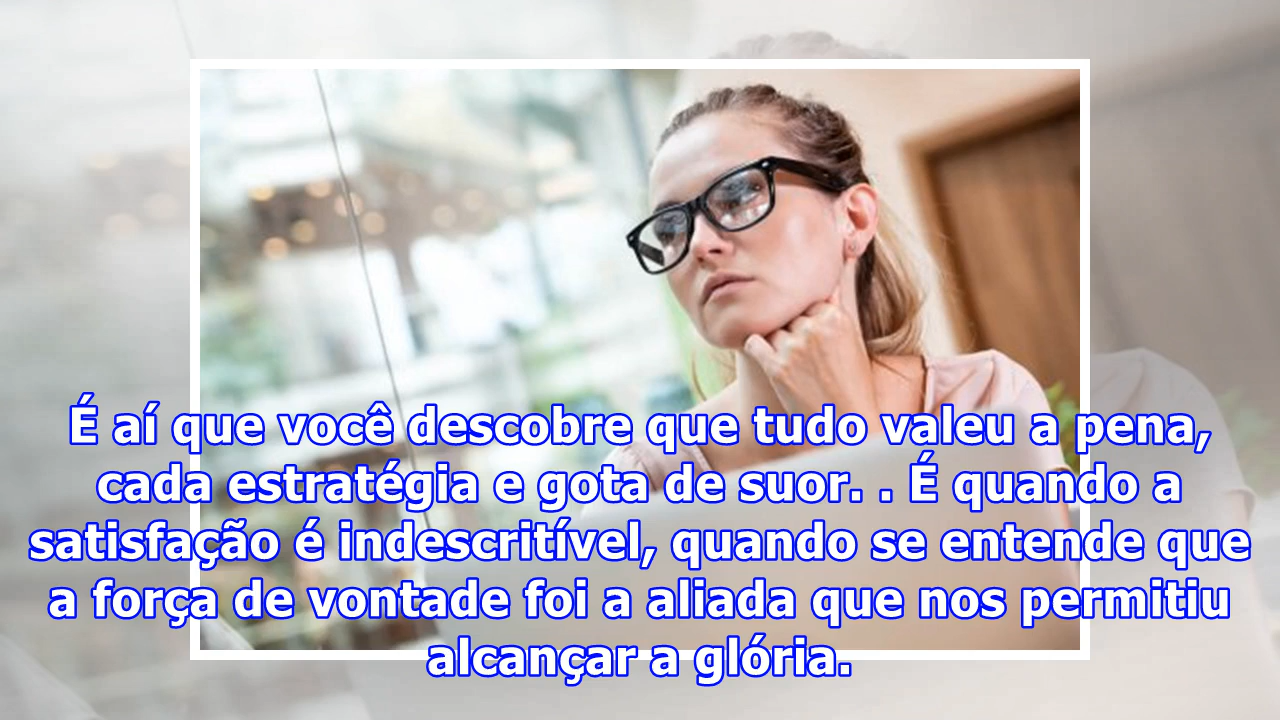 É aí que você descobre que tudo valeu a pena,
cada estratégia e gota de suor. . É quando a
satisfação é indescritível, quando se entende que
a força de vontade foi a aliada que nos permitiu
alcançar a glória.